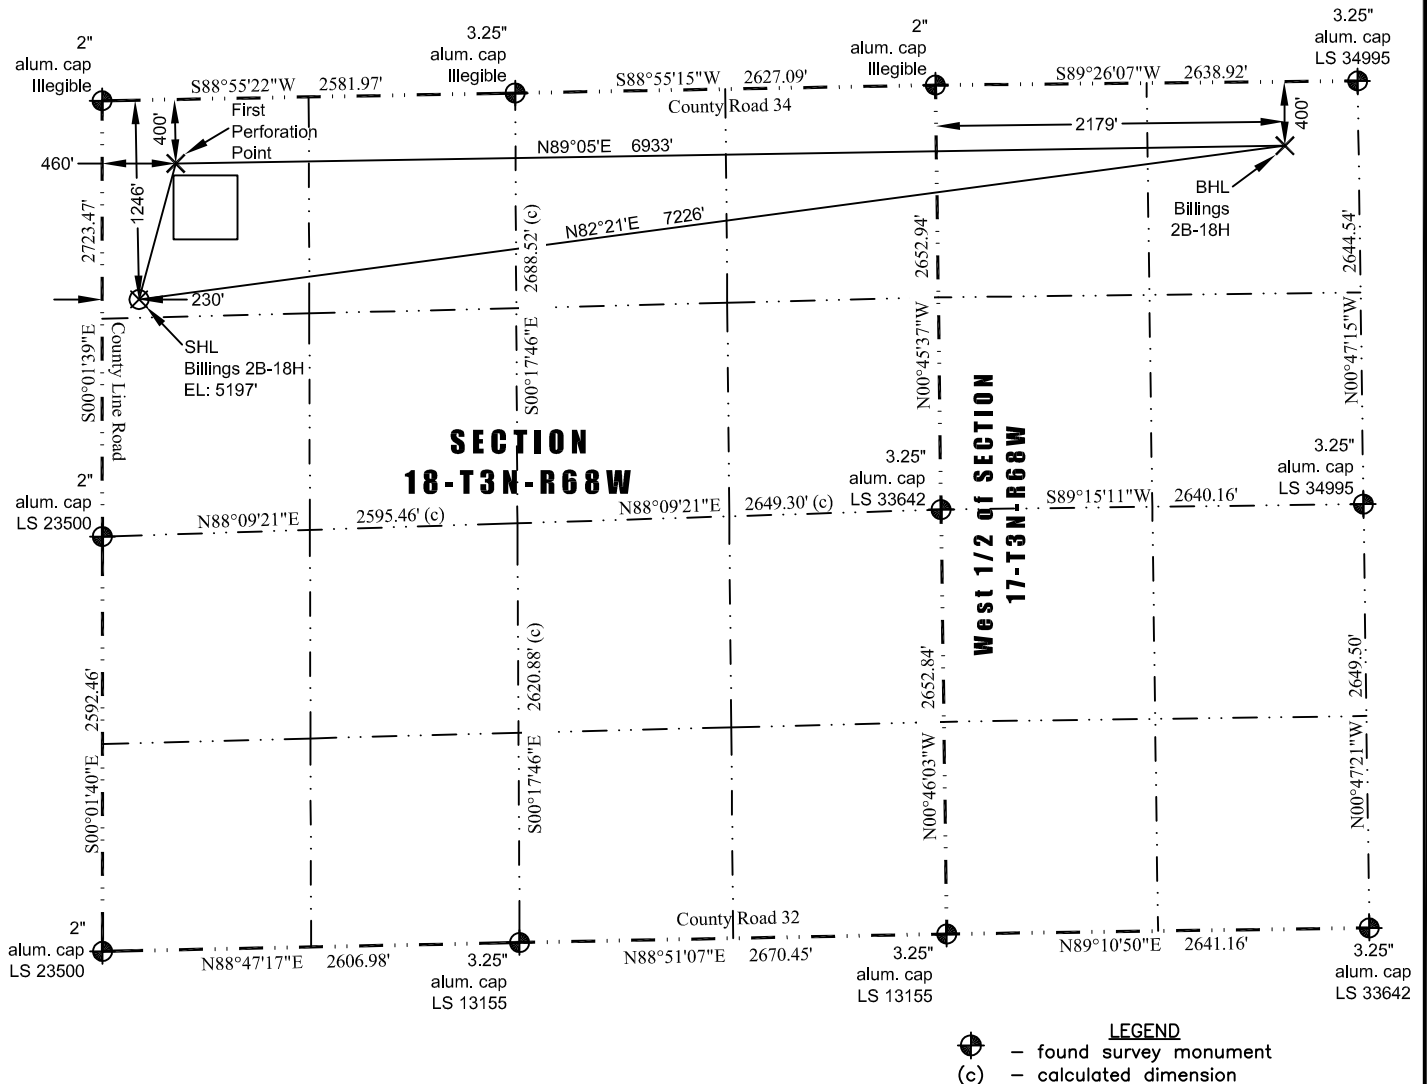 2"
alum. cap
Illegible
3.25"
alum. cap
Illegible
2"
alum. cap
Illegible
3.25"
alum. cap
LS 34995
S88°55'22"W 2581.97'
S88°55'15"W 2627.09'
S89°26'07"W 2638.92'
County Road 34
First
Perforation
Point
400'
460'
1246'
2723.47'
S00°01'39"E
County Line Road
N89°05'E 6933'
2179'
400'
N82°21'E 7226'
BHL
Billings
2B-18H
230'
SHL
Billings 2B-18H
EL: 5197'
2688.52' (c)
S00°17'46"E
2652.94'
N00°45'37"W
2644.54'
N00°47'15"W
SECTION
18-T3N-R68W
West 1/2 of SECTION
17-T3N-R68W
2"
alum. cap
LS 23500
3.25"
alum. cap
LS 33642
3.25"
alum. cap
LS 34995
N88°09'21"E 2595.46' (c)
N88°09'21"E 2649.30' (c)
S89°15'11"W 2640.16'
2592.46'
S00°01'40"E
2620.88' (c)
S00°17'46"E
2652.84'
N00°46'03"W
2649.50'
N00°47'21"W
County Road 32
2"
alum. cap
LS 23500
N88°47'17"E 2606.98'
3.25"
alum. cap
LS 13155
N88°51'07"E 2670.45'
3.25"
alum. cap
LS 13155
N89°10'50"E 2641.16'
3.25"
alum. cap
LS 33642
LEGEND
– found survey monument
(c) – calculated dimension